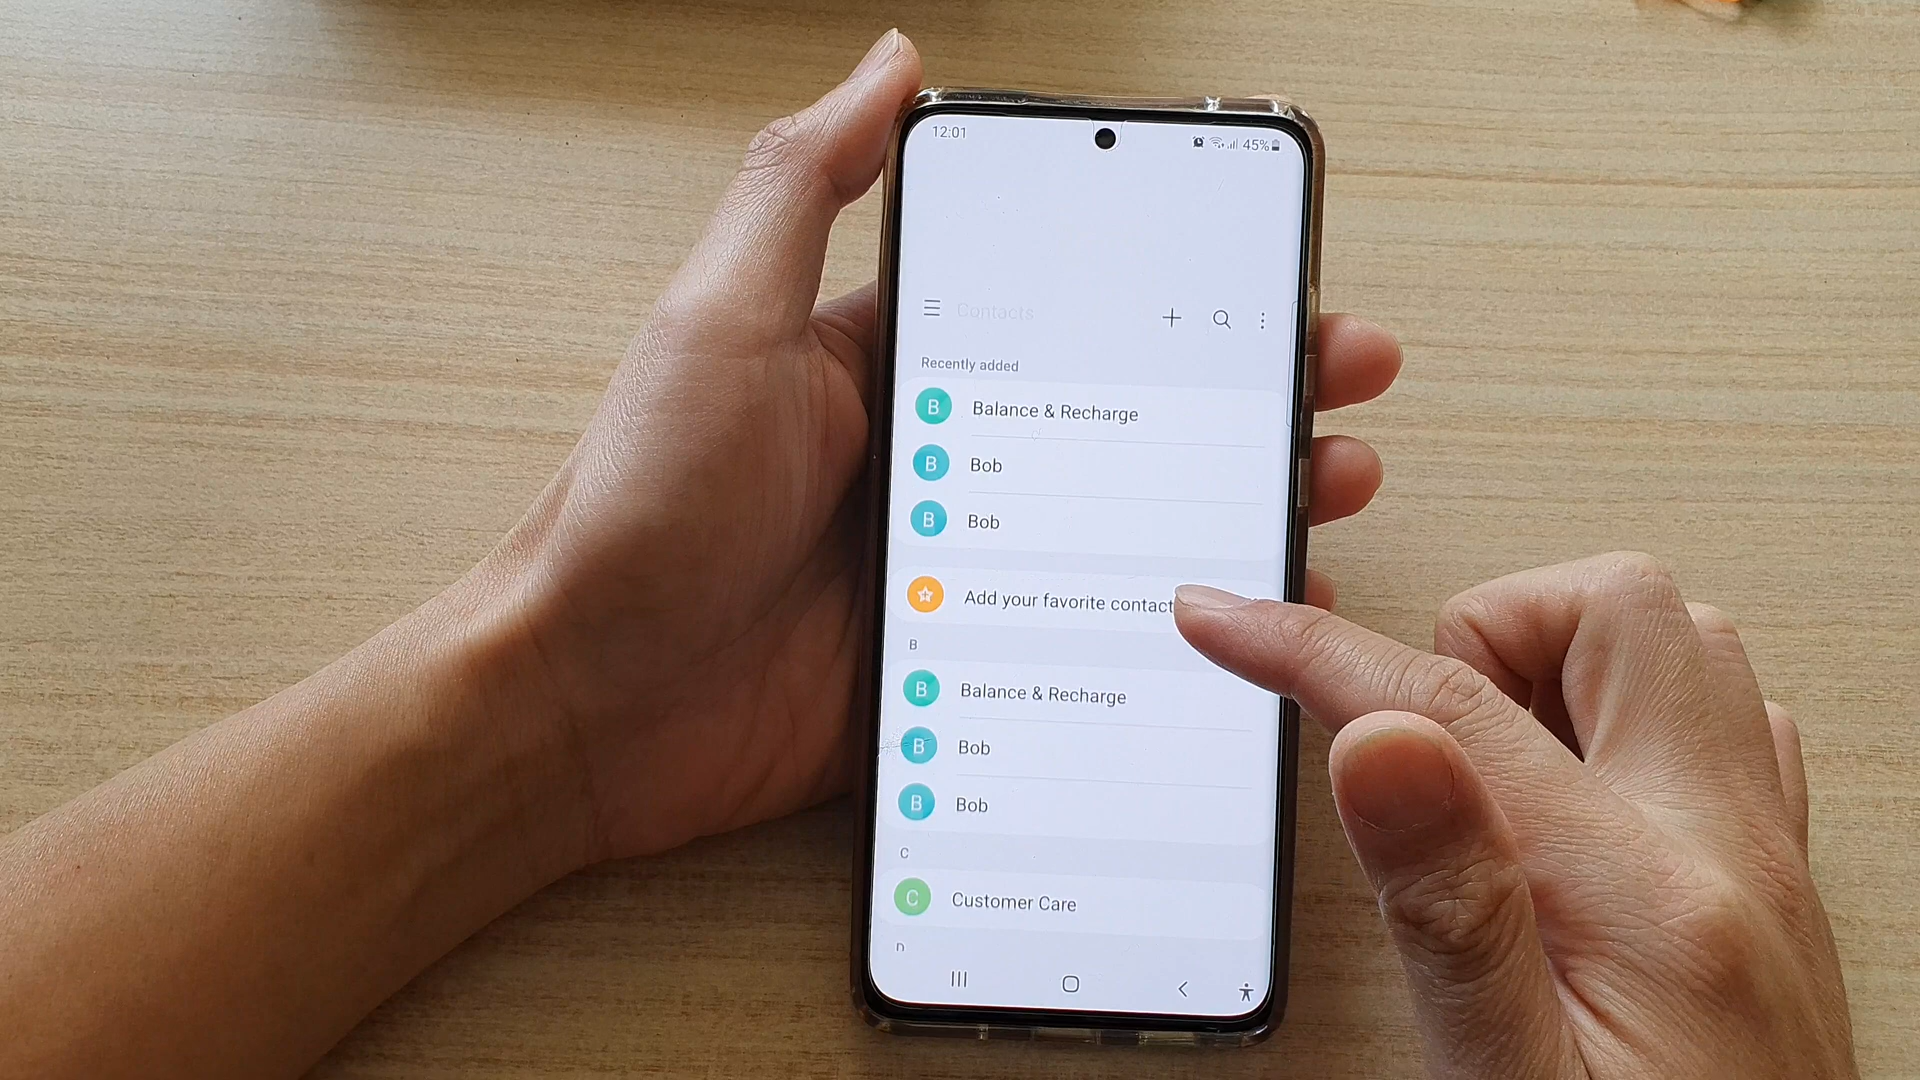 12:01
45%
Contacts
Recently added
B Balance & Recharge
B Bob
B Bob
Add your favorite contact
B
B Balance & Recharge
B Bob
B Bob
C
C Customer Care
D